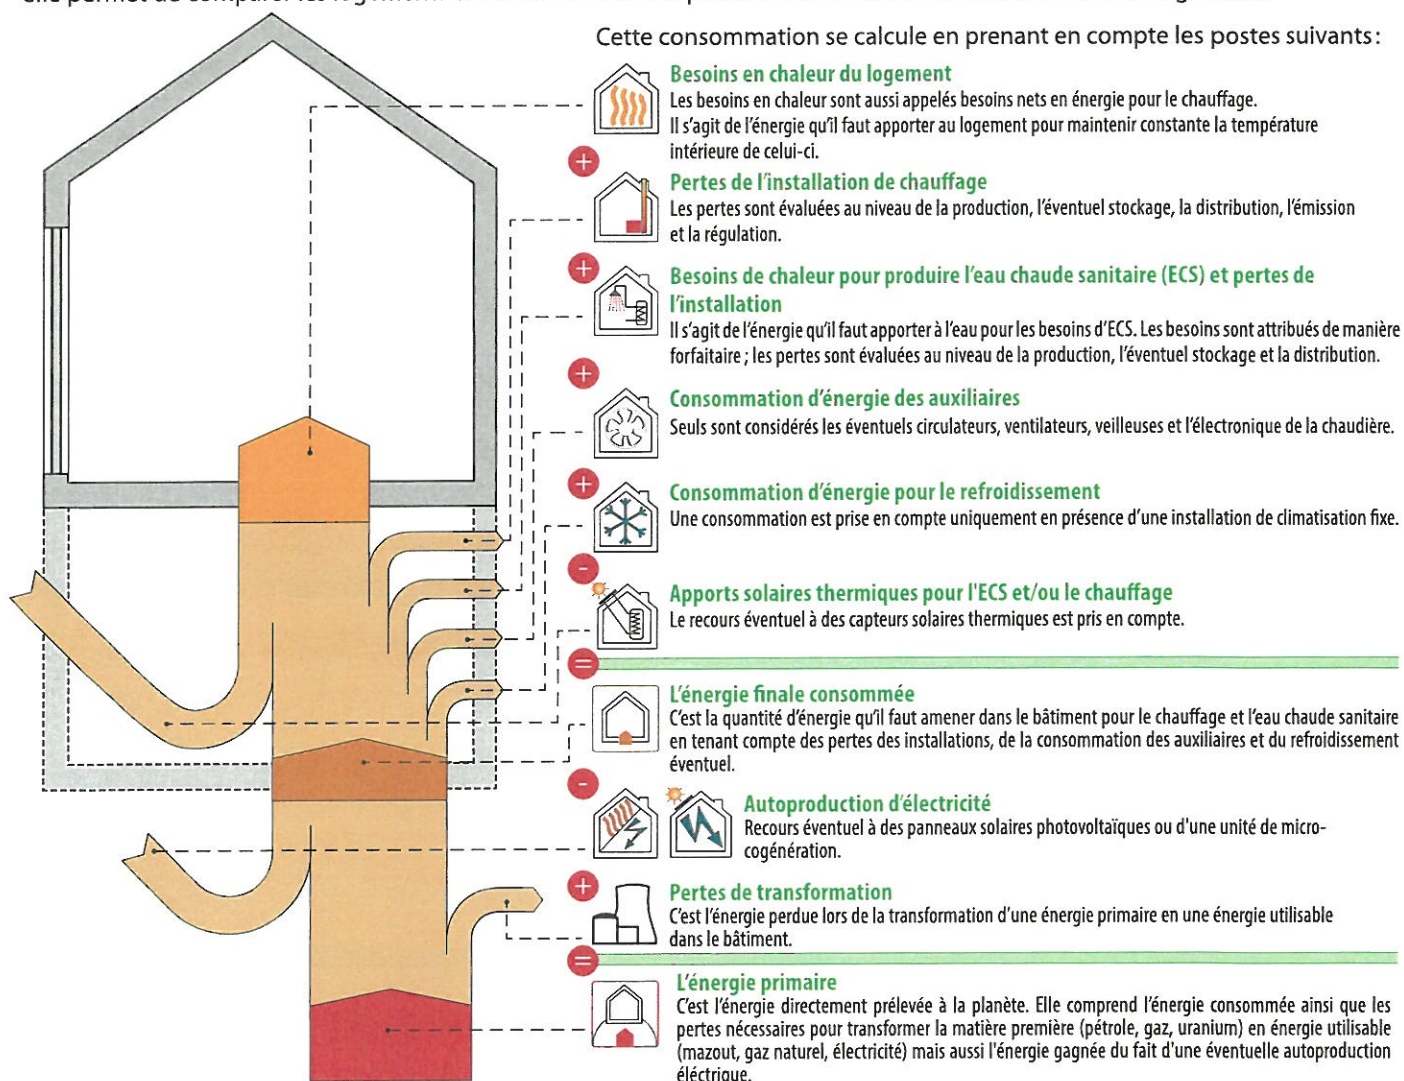 Cette consommation se calcule en prenant en compte les postes suivants :
Besoins en chaleur du logement
Les besoins en chaleur sont aussi appelés besoins nets en énergie pour le chauffage.
Il s'agit de l'énergie qu'il faut apporter au logement pour maintenir constante la température
intérieure de celui-ci.
+
Pertes de l'installation de chauffage
Les pertes sont évaluées au niveau de la production, l'éventuel stockage, la distribution, l'émission
et la régulation.
+
Besoins de chaleur pour produire l'eau chaude sanitaire (ECS) et pertes de
l'installation
Il s'agit de l'énergie qu'il faut apporter à l'eau pour les besoins d'ECS. Les besoins sont attribués de manière
forfaitaire ; les pertes sont évaluées au niveau de la production, l'éventuel stockage et la distribution.
+
Consommation d'énergie des auxiliaires
Seuls sont considérés les éventuels circulateurs, ventilateurs, veilleuses et l'électronique de la chaudière.
+
Consommation d'énergie pour le refroidissement
Une consommation est prise en compte uniquement en présence d'une installation de climatisation fixe.
-
Apports solaires thermiques pour l'ECS et/ou le chauffage
Le recours éventuel à des capteurs solaires thermiques est pris en compte.
=
L'énergie finale consommée
C'est la quantité d'énergie qu'il faut amener dans le bâtiment pour le chauffage et l'eau chaude sanitaire
en tenant compte des pertes des installations, de la consommation des auxiliaires et du refroidissement
éventuel.
-
Autoproduction d'électricité
Recours éventuel à des panneaux solaires photovoltaïques ou d'une unité de micro-
cogénération.
+
Pertes de transformation
C'est l'énergie perdue lors de la transformation d'une énergie primaire en une énergie utilisable
dans le bâtiment.
=
L'énergie primaire
C'est l'énergie directement prélevée à la planète. Elle comprend l'énergie consommée ainsi que les
pertes nécessaires pour transformer la matière première (pétrole, gaz, uranium) en énergie utilisable
(mazout, gaz naturel, électricité) mais aussi l'énergie gagnée du fait d'une éventuelle autoproduction
éléctrique.